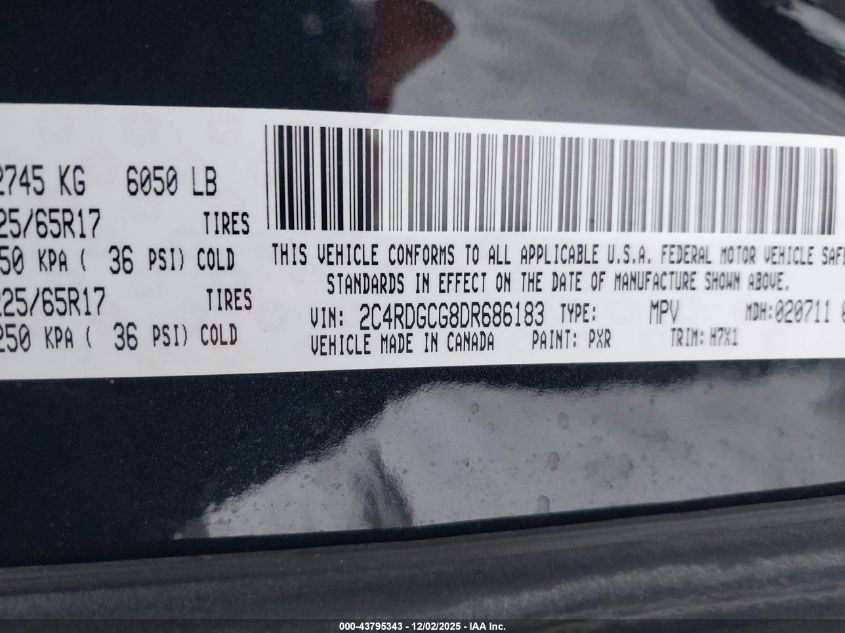 2745 KG 6050 LB
25/65R17 TIRES
50 KPA ( 36 PSI) COLD
225/65R17 TIRES
250 KPA ( 36 PSI) COLD
THIS VEHICLE CONFORMS TO ALL APPLICABLE U.S.A. FEDERAL MOTOR VEHICLE SAFE
STANDARDS IN EFFECT ON THE DATE OF MANUFACTURE SHOWN ABOVE.
VIN: 2C4RDGCG8DR686183 TYPE: MPV MDH:020711 0
VEHICLE MADE IN CANADA PAINT: PXR TRIM: H7X1
000-43795343 - 12/02/2025 - IAA Inc.